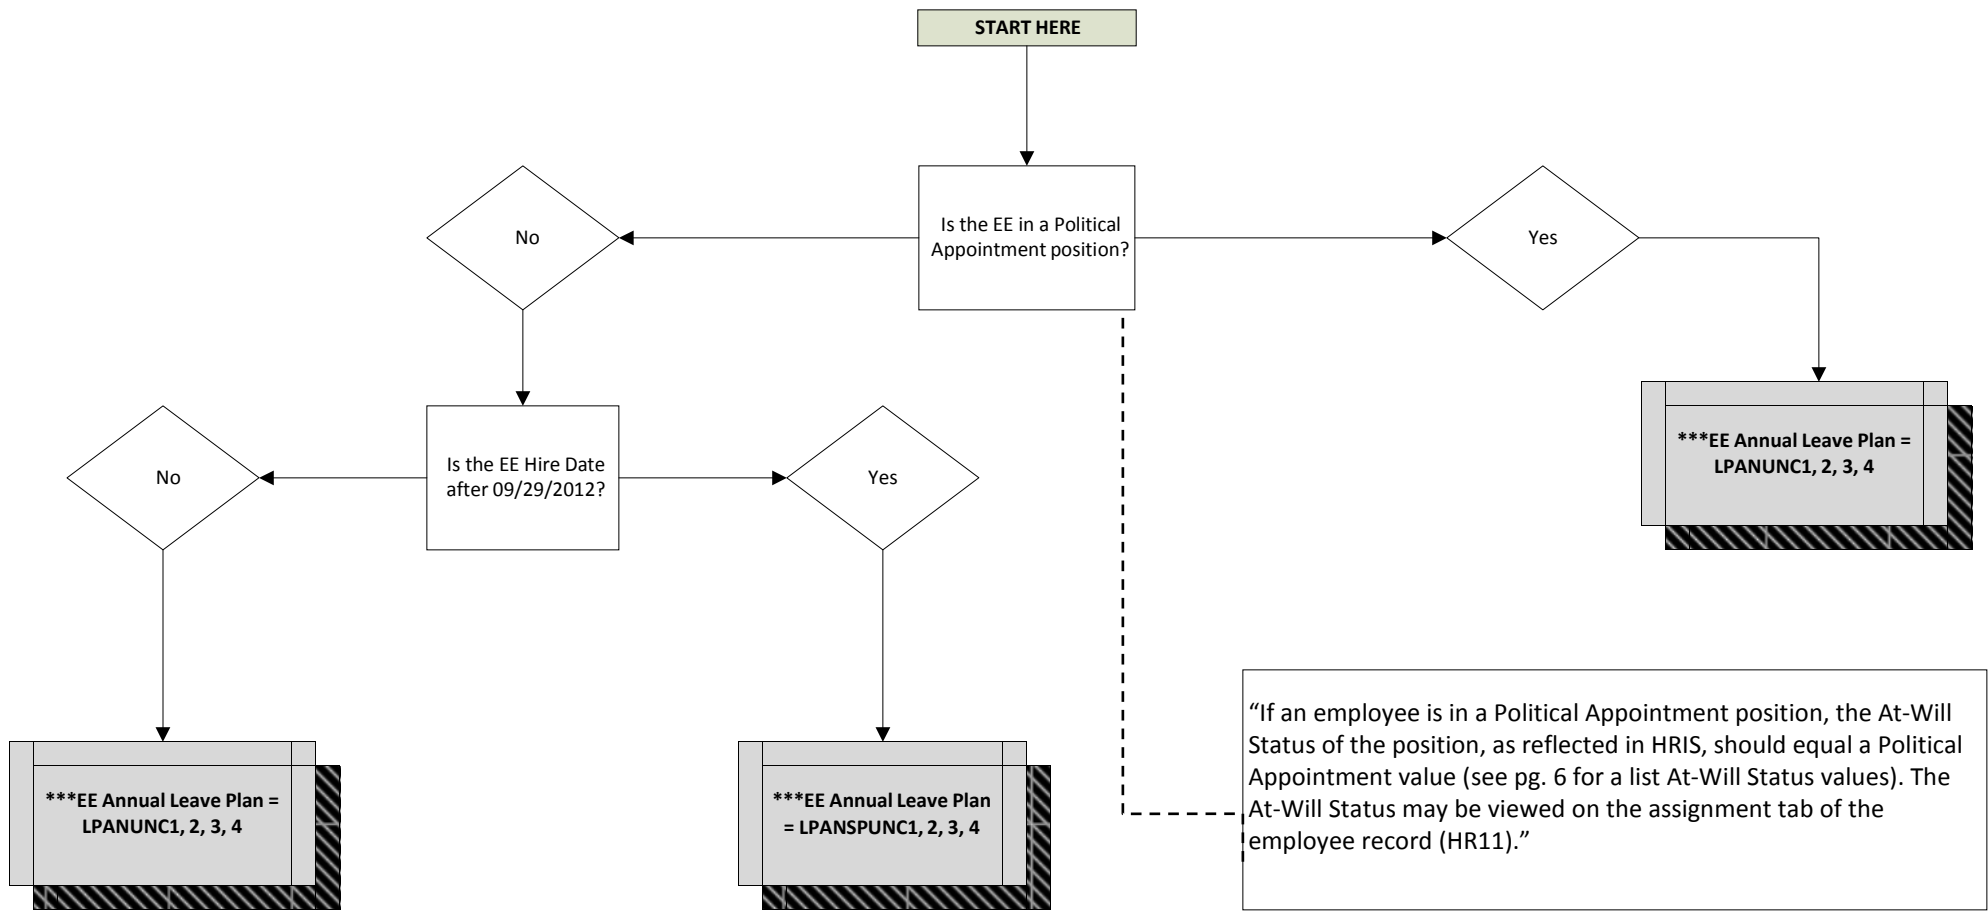 START HERE
Is the EE in a Political
Appointment position?
No
Yes
***EE Annual Leave Plan =
LPANUNC1, 2, 3, 4
Is the EE Hire Date
after 09/29/2012?
No
Yes
***EE Annual Leave Plan =
LPANUNC1, 2, 3, 4
***EE Annual Leave Plan
= LPANSPUNC1, 2, 3, 4
“If an employee is in a Political Appointment position, the At-Will
Status of the position, as reflected in HRIS, should equal a Political
Appointment value (see pg. 6 for a list At-Will Status values). The
At-Will Status may be viewed on the assignment tab of the
employee record (HR11).”